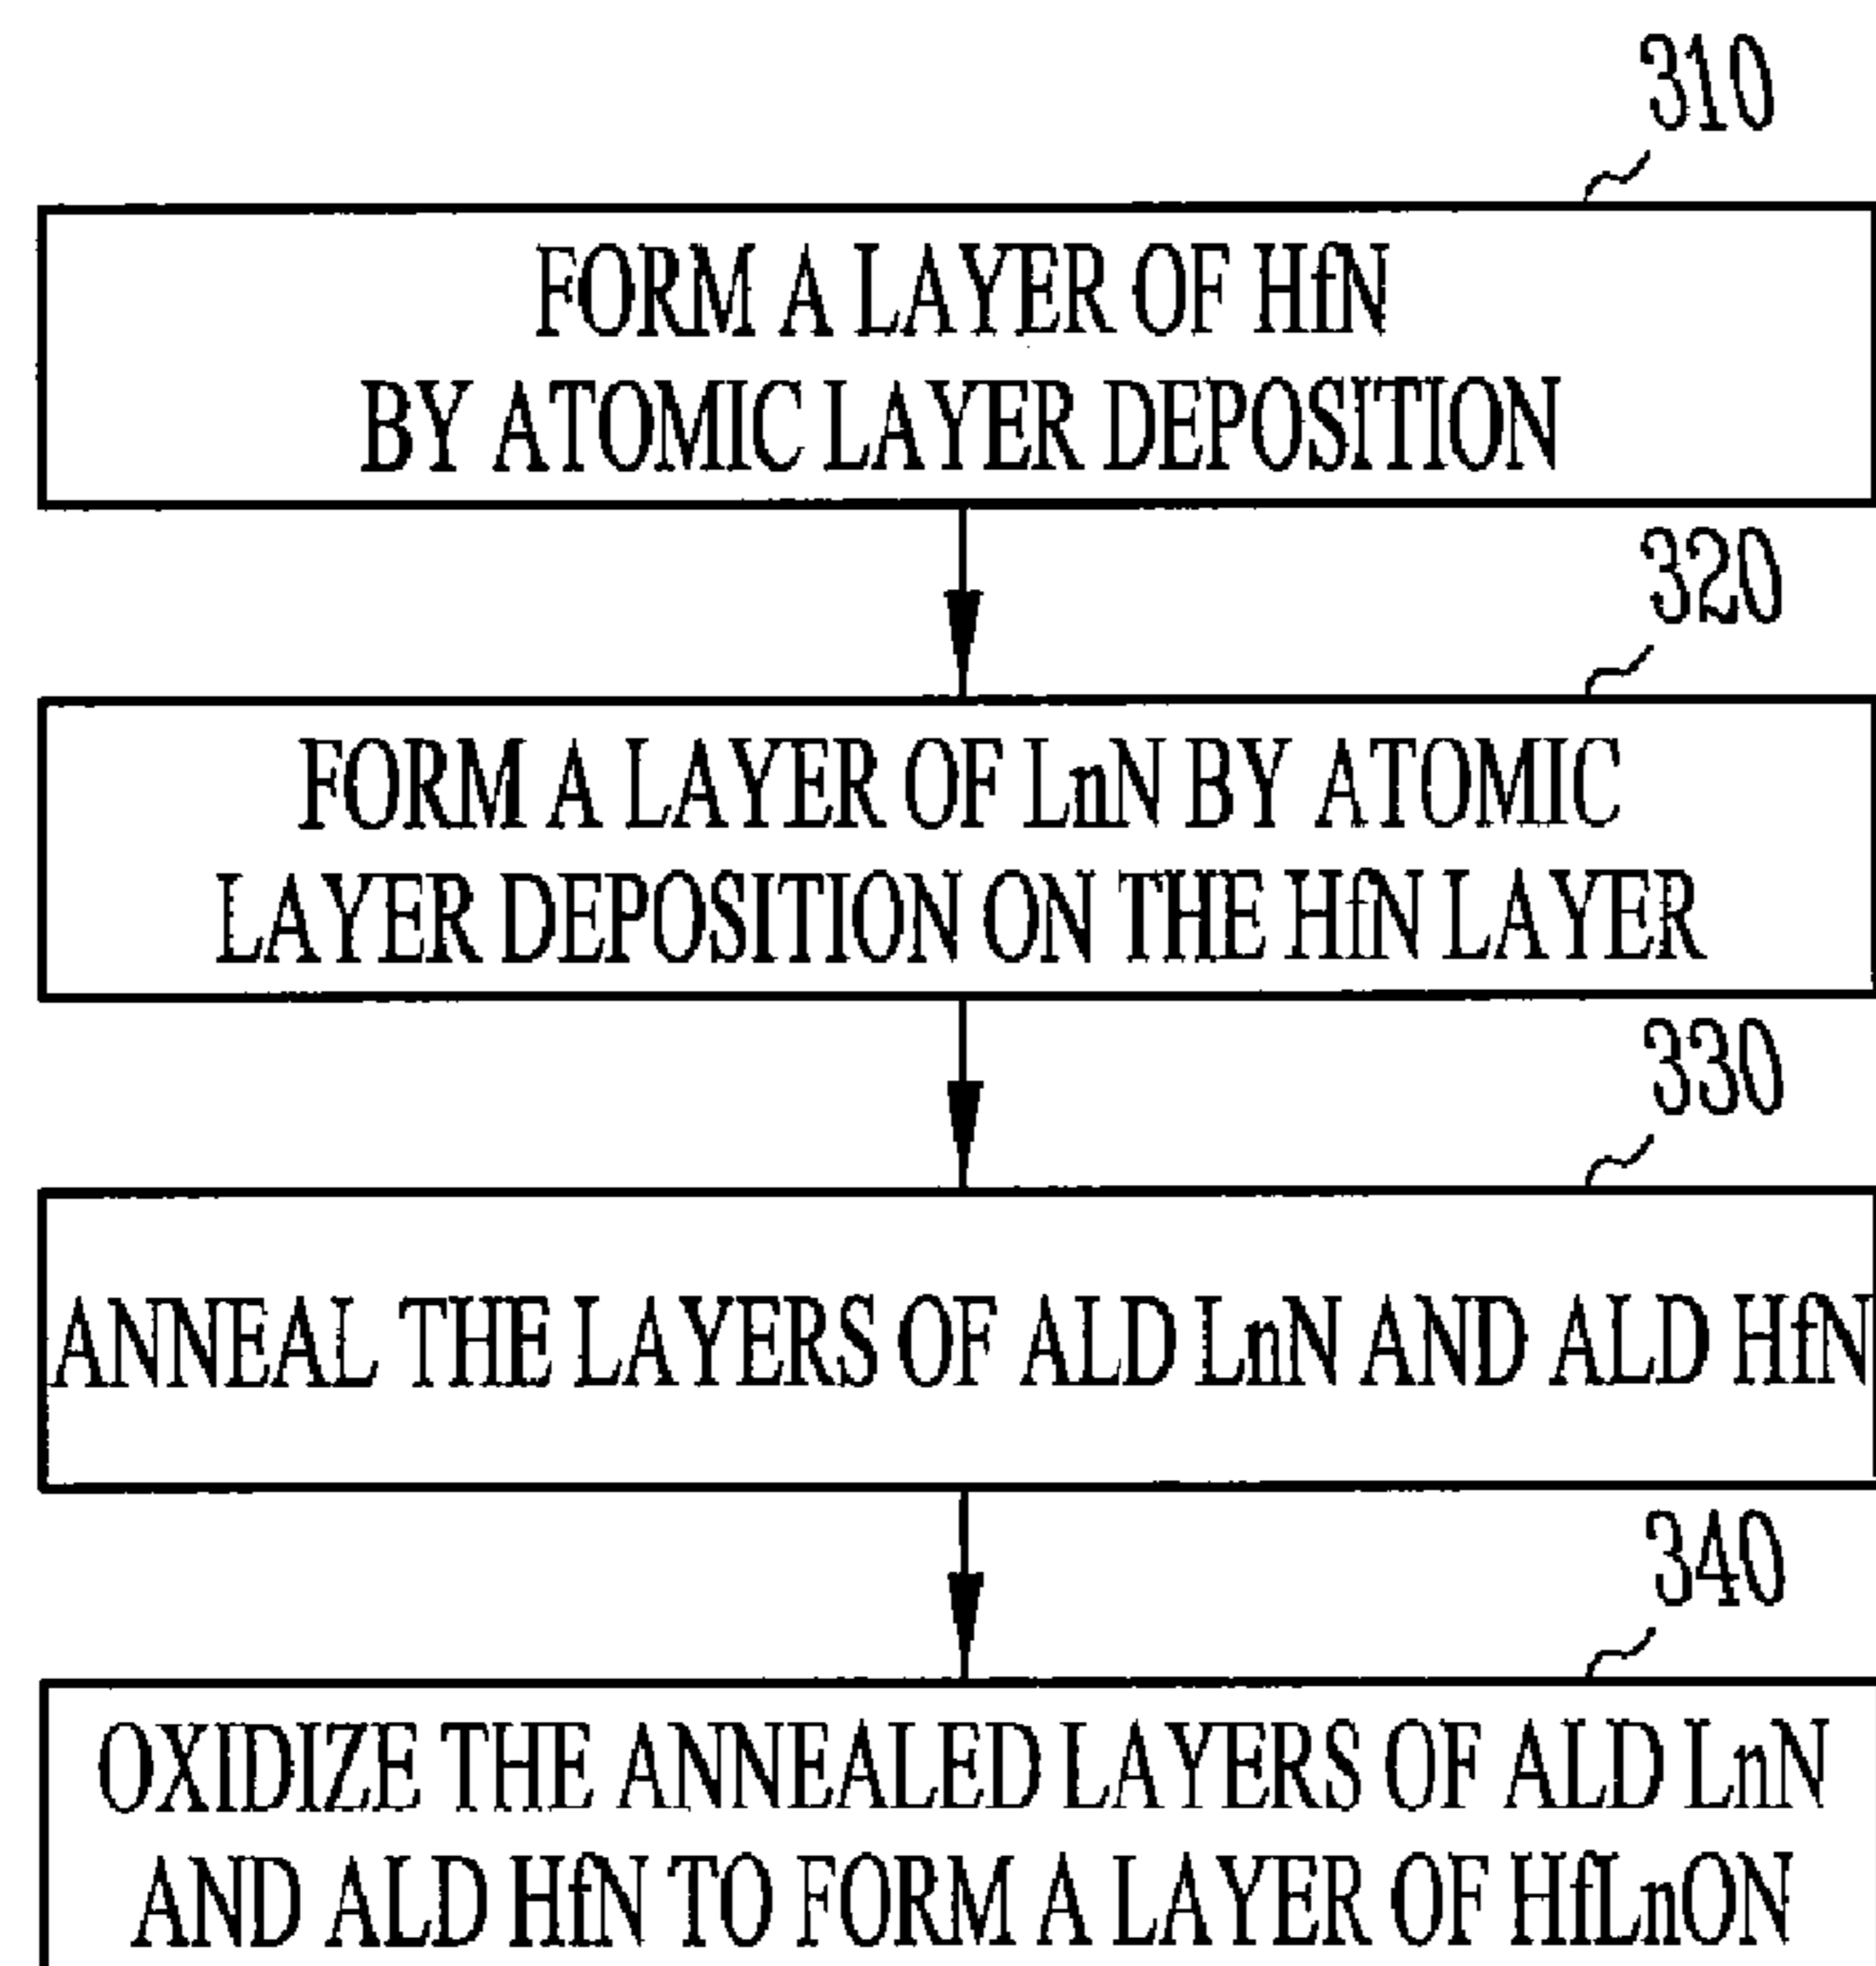 310
FORM A LAYER OF HfN
BY ATOMIC LAYER DEPOSITION
320
FORM A LAYER OF LnN BY ATOMIC
LAYER DEPOSITION ON THE HfN LAYER
330
ANNEAL THE LAYERS OF ALD LnN AND ALD HfN
340
OXIDIZE THE ANNEALED LAYERS OF ALD LnN
AND ALD HfN TO FORM A LAYER OF HfLnON